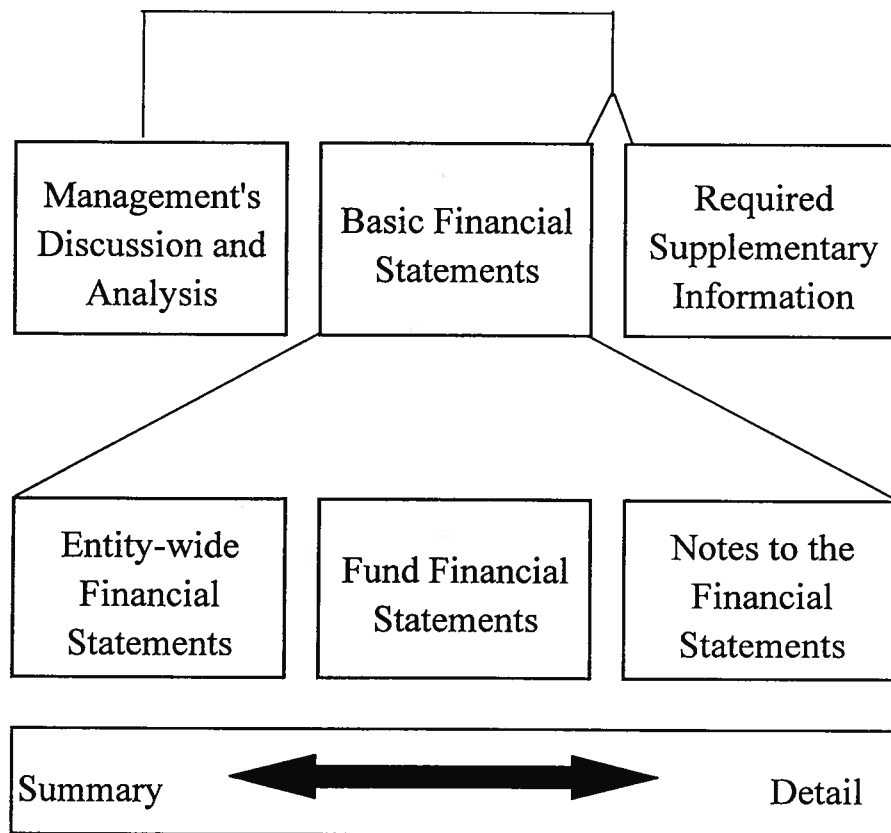 Management's
Discussion and
Analysis
Basic Financial
Statements
Required
Supplementary
Information
Entity-wide
Financial
Statements
Fund Financial
Statements
Notes to the
Financial
Statements
Summary
Detail